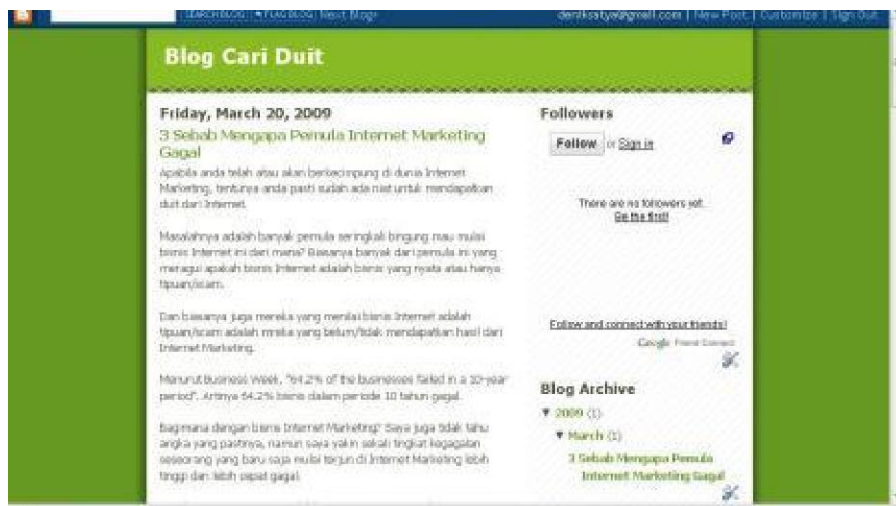 SEARCH BLOG FLAG BLOG Next Blog»
deniksatya@gmail.com | New Post | Customize | Sign Out
Blog Cari Duit
Friday, March 20, 2009
3 Sebab Mengapa Pemula Internet Marketing
Gagal
Apabila anda telah atau akan berkecimpung di dunia Internet
Marketing, tentunya anda pasti sudah ada niat untuk mendapatkan
duit dari Internet.
Masalahnya adalah banyak pemula seringkali bingung mau mulai
bisnis Internet ini dari mana? Biasanya banyak dari pemula ini yang
meragui apakah bisnis Internet adalah bisnis yang nyata atau hanya
tipuan/scam.
Dan biasanya juga mereka yang menilai bisnis Internet adalah
tipuan/scam adalah mreka yang belum/tidak mendapatkan hasil dari
Internet Marketing.
Menurut Business Week, "64.2% of the businesses failed in a 10-year
period". Artinya 64.2% bisnis dalam periode 10 tahun gagal.
Bagimana dengan bisnis Internet Marketing? Saya juga tidak tahu
angka yang pastinya, namun saya yakin sekali tingkat kegagalan
seseorang yang baru saja mulai terjun di Internet Marketing lebih
tinggi dan lebih cepat gagal.
Followers
Follow or Sign in
There are no followers yet.
Be the first!
Follow and connect with your friends!
Google Friend Connect
Blog Archive
▼ 2009 (1)
▼ March (1)
3 Sebab Mengapa Pemula
Internet Marketing Gagal